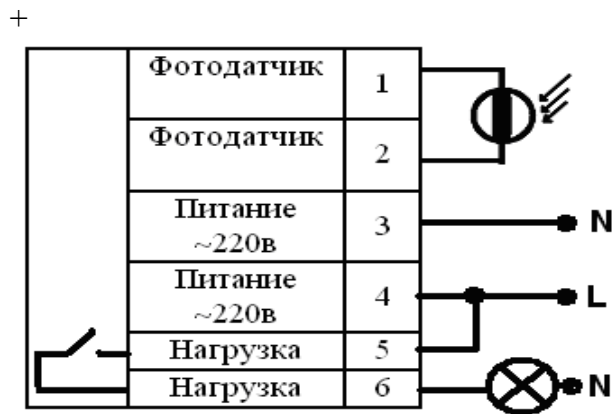 +
Фотодатчик 1
Фотодатчик 2
Питание
~220в 3 N
Питание
~220в 4 L
Нагрузка 5
Нагрузка 6 N